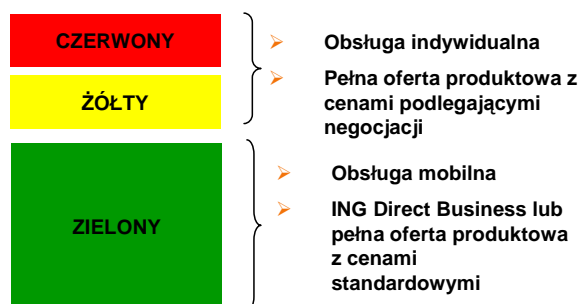 CZERWONY
ŻÓŁTY
Obsługa indywidualna
Pełna oferta produktowa z
cenami podlegającymi
negocjacji
ZIELONY
Obsługa mobilna
ING Direct Business lub
pełna oferta produktowa
z cenami
standardowymi